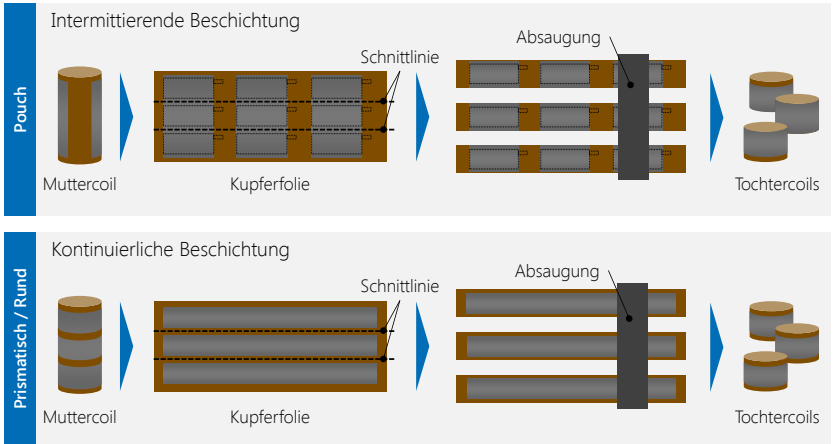 Pouch
Intermittierende Beschichtung
Schnittlinie
Absaugung
Muttercoil
Kupferfolie
Tochtercoils
Prismatisch / Rund
Kontinuierliche Beschichtung
Schnittlinie
Absaugung
Muttercoil
Kupferfolie
Tochtercoils